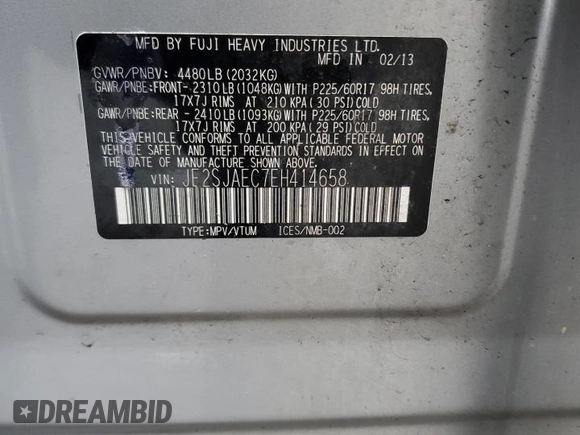 MFD BY FUJI HEAVY INDUSTRIES LTD.
MFD IN 02/13
GVWR/PNBV: 4480LB(2032KG)
GAWR/PNBE:FRONT-2310LB(1048KG)WITH P225/60R17 98H TIRES,
17X7J RIMS AT 210 KPA(30 PSI)COLD
GAWR/PNBE:REAR -2410LB(1093KG)WITH P225/60R17 98H TIRES,
17X7J RIMS AT 200 KPA(29 PSI)COLD
THIS VEHICLE CONFORMS TO ALL APPLICABLE FEDERAL MOTOR
VEHICLE SAFETY AND THEFT PREVENTION STANDARDS IN EFFECT
ON THE DATE OF MANUFACTURE SHOWN ABOVE.
VIN: JF2SJAEC7EH414658
TYPE:MPV/VTUM ICES/NMB-002
DREAMBID